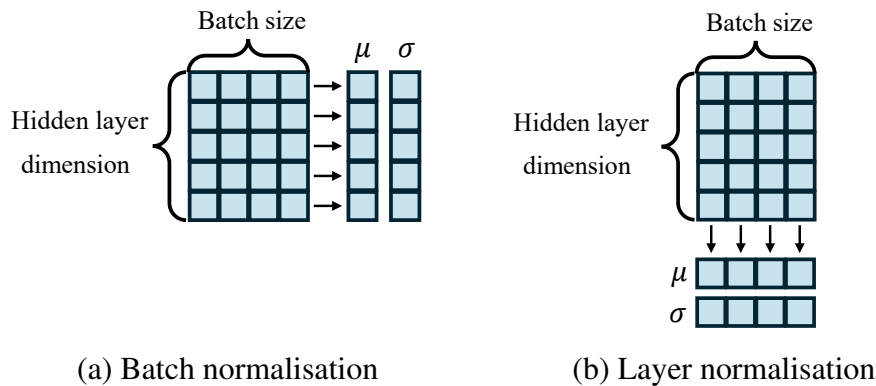 Batch size
μ σ
Hidden layer
dimension
(a) Batch normalisation
Batch size
Hidden layer
dimension
μ
σ
(b) Layer normalisation